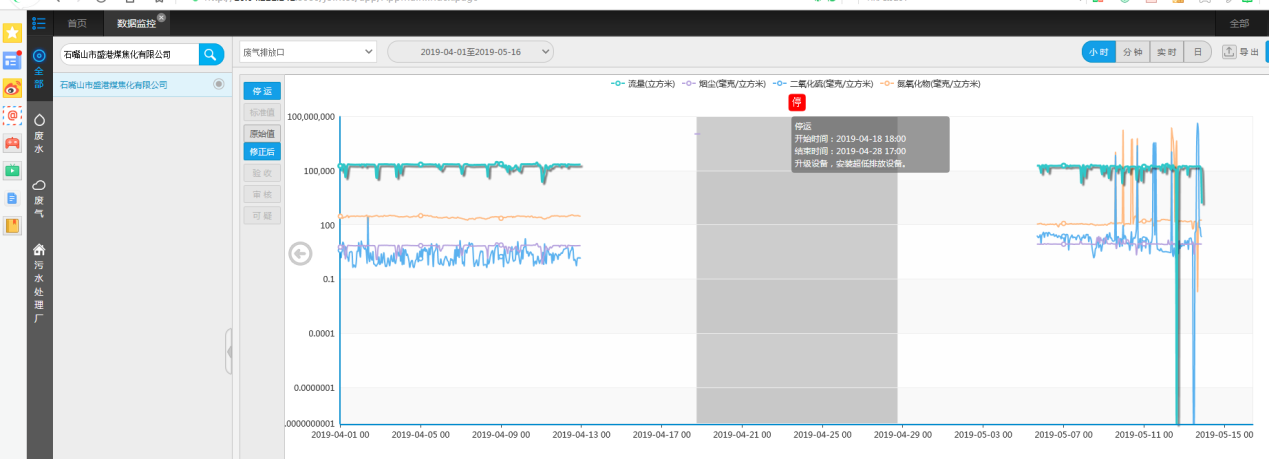 首页
数据监控
全部
石嘴山市盛港煤焦化有限公司
废气排放口
2019-04-01至2019-05-16
小时
分钟
实时
日
导出
全部
石嘴山市盛港煤焦化有限公司
废水
废气
污水处理厂
停运
标准值
原始值
修正后
验收
审核
可疑
流量(立方米)
烟尘(毫克/立方米)
二氧化硫(毫克/立方米)
氮氧化物(毫克/立方米)
停
停运
开始时间：2019-04-18 18:00
结束时间：2019-04-28 17:00
升级设备，安装超低排放设备。
100,000,000
100,000
100
0.1
0.0001
0.0000001
.0000000001
2019-04-01 00
2019-04-05 00
2019-04-09 00
2019-04-13 00
2019-04-17 00
2019-04-21 00
2019-04-25 00
2019-04-29 00
2019-05-03 00
2019-05-07 00
2019-05-11 00
2019-05-15 00